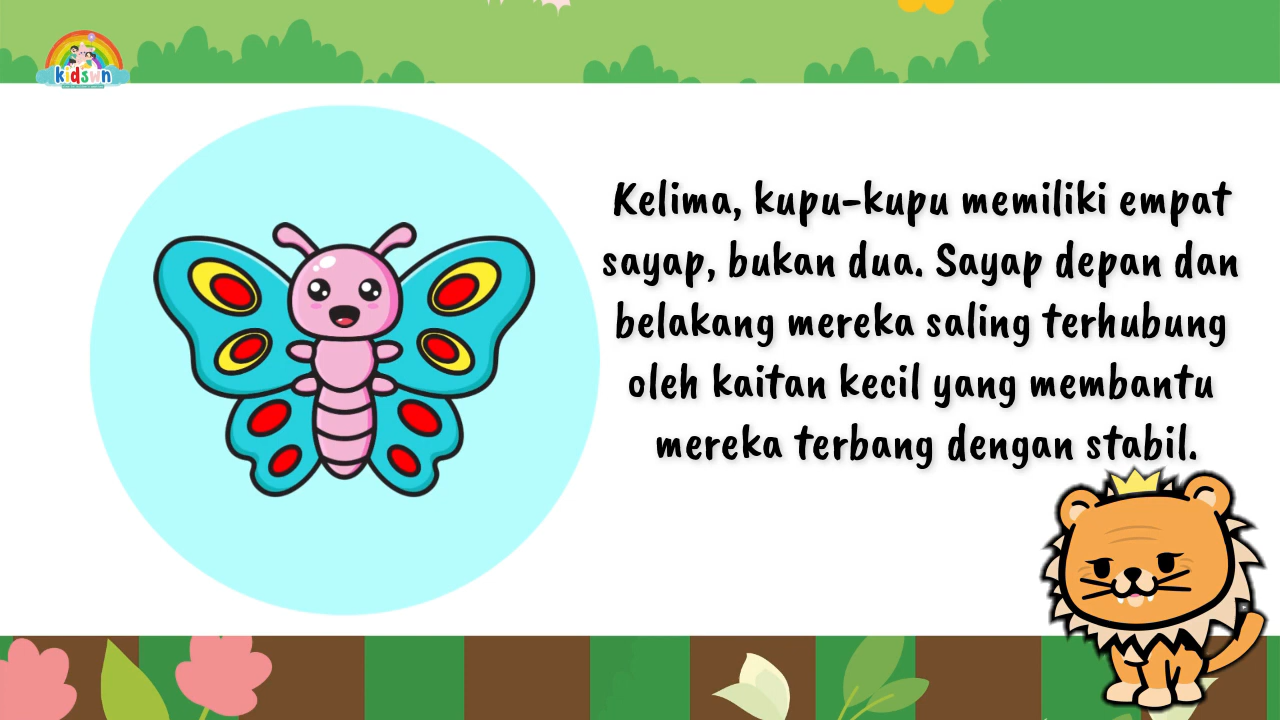 kidswn
Kelima, kupu-kupu memiliki empat
sayap, bukan dua. Sayap depan dan
belakang mereka saling terhubung
oleh kaitan kecil yang membantu
mereka terbang dengan stabil.